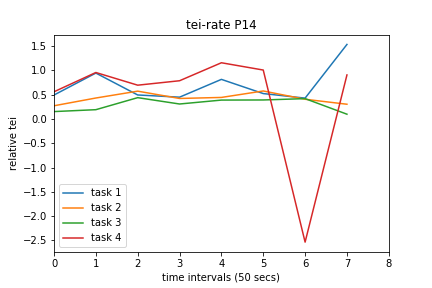 tei-rate P14
1.5
1.0
0.5
0.0
−0.5
−1.0
−1.5
−2.0
−2.5
relative tei
task 1
task 2
task 3
task 4
0 1 2 3 4 5 6 7 8
time intervals (50 secs)